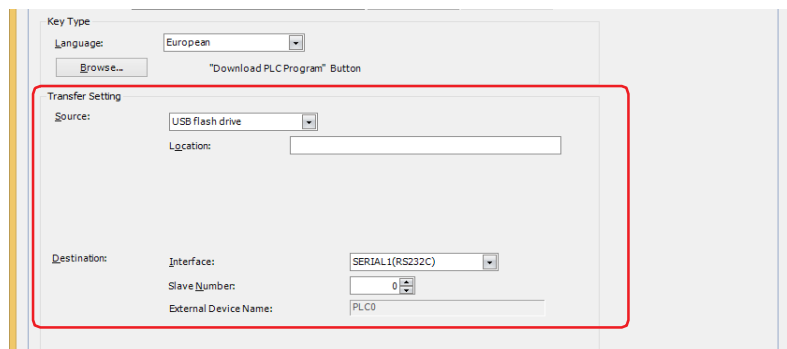 Key Type
Language: European
Browse... "Download PLC Program" Button
Transfer Setting
Source: USB flash drive
Location:
Destination: Interface: SERIAL1(RS232C)
Slave Number: 0
External Device Name: PLC0